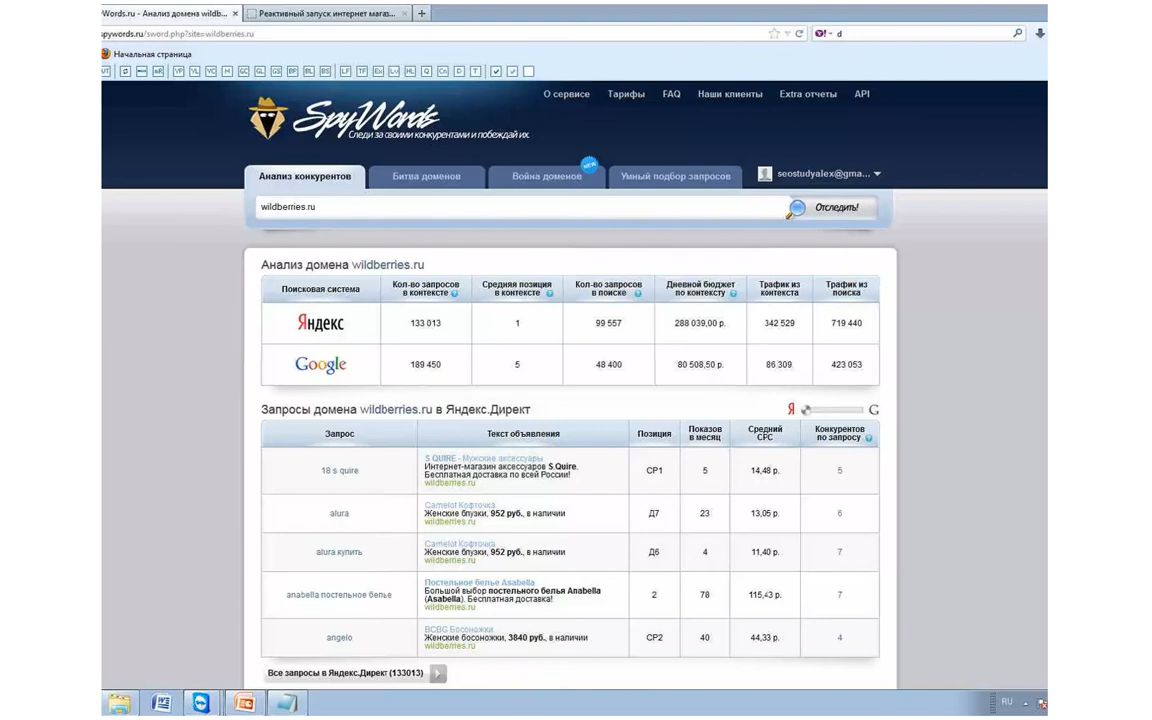 Words.ru - Анализ домена wildb... ×
Реактивный запуск интернет магаз... ×
spywords.ru/sword.php?site=wildberries.ru
d
Начальная страница
О сервисе Тарифы FAQ Наши клиенты Extra отчеты API
SpyWords
Следи за своими конкурентами и побеждай их.
NEW
Анализ конкурентов Битва доменов Война доменов Умный подбор запросов seostudyalex@gma...
wildberries.ru Отследить!
Анализ домена wildberries.ru
Поисковая система Кол-во запросов в контексте Средняя позиция в контексте Кол-во запросов в поиске Дневной бюджет по контексту Трафик из контекста Трафик из поиска
Яндекс 133 013 1 99 557 288 039,00 р. 342 529 719 440
Google 189 450 5 48 400 80 508,50 р. 86 309 423 053
Запросы домена wildberries.ru в Яндекс.Директ Я G
Запрос Текст объявления Позиция Показов в месяц Средний CPC Конкурентов по запросу
18 s quire
S.QUIRE - Мужские аксессуары
Интернет-магазин аксессуаров S.Quire.
Бесплатная доставка по всей России!
wildberries.ru
СР1 5 14,48 р. 5
alura
Camelot Кофточка
Женские блузки, 952 руб., в наличии
wildberries.ru
Д7 23 13,05 р. 6
alura купить
Camelot Кофточка
Женские блузки, 952 руб., в наличии
wildberries.ru
Д6 4 11,40 р. 7
anabella постельное белье
Постельное белье Asabella
Большой выбор постельного белья Anabella
(Asabella). Бесплатная доставка!
wildberries.ru
2 78 115,43 р. 7
angelo
BCBG Босоножки
Женские босоножки, 3840 руб., в наличии
wildberries.ru
СР2 40 44,33 р. 4
Все запросы в Яндекс.Директ (133013)
RU